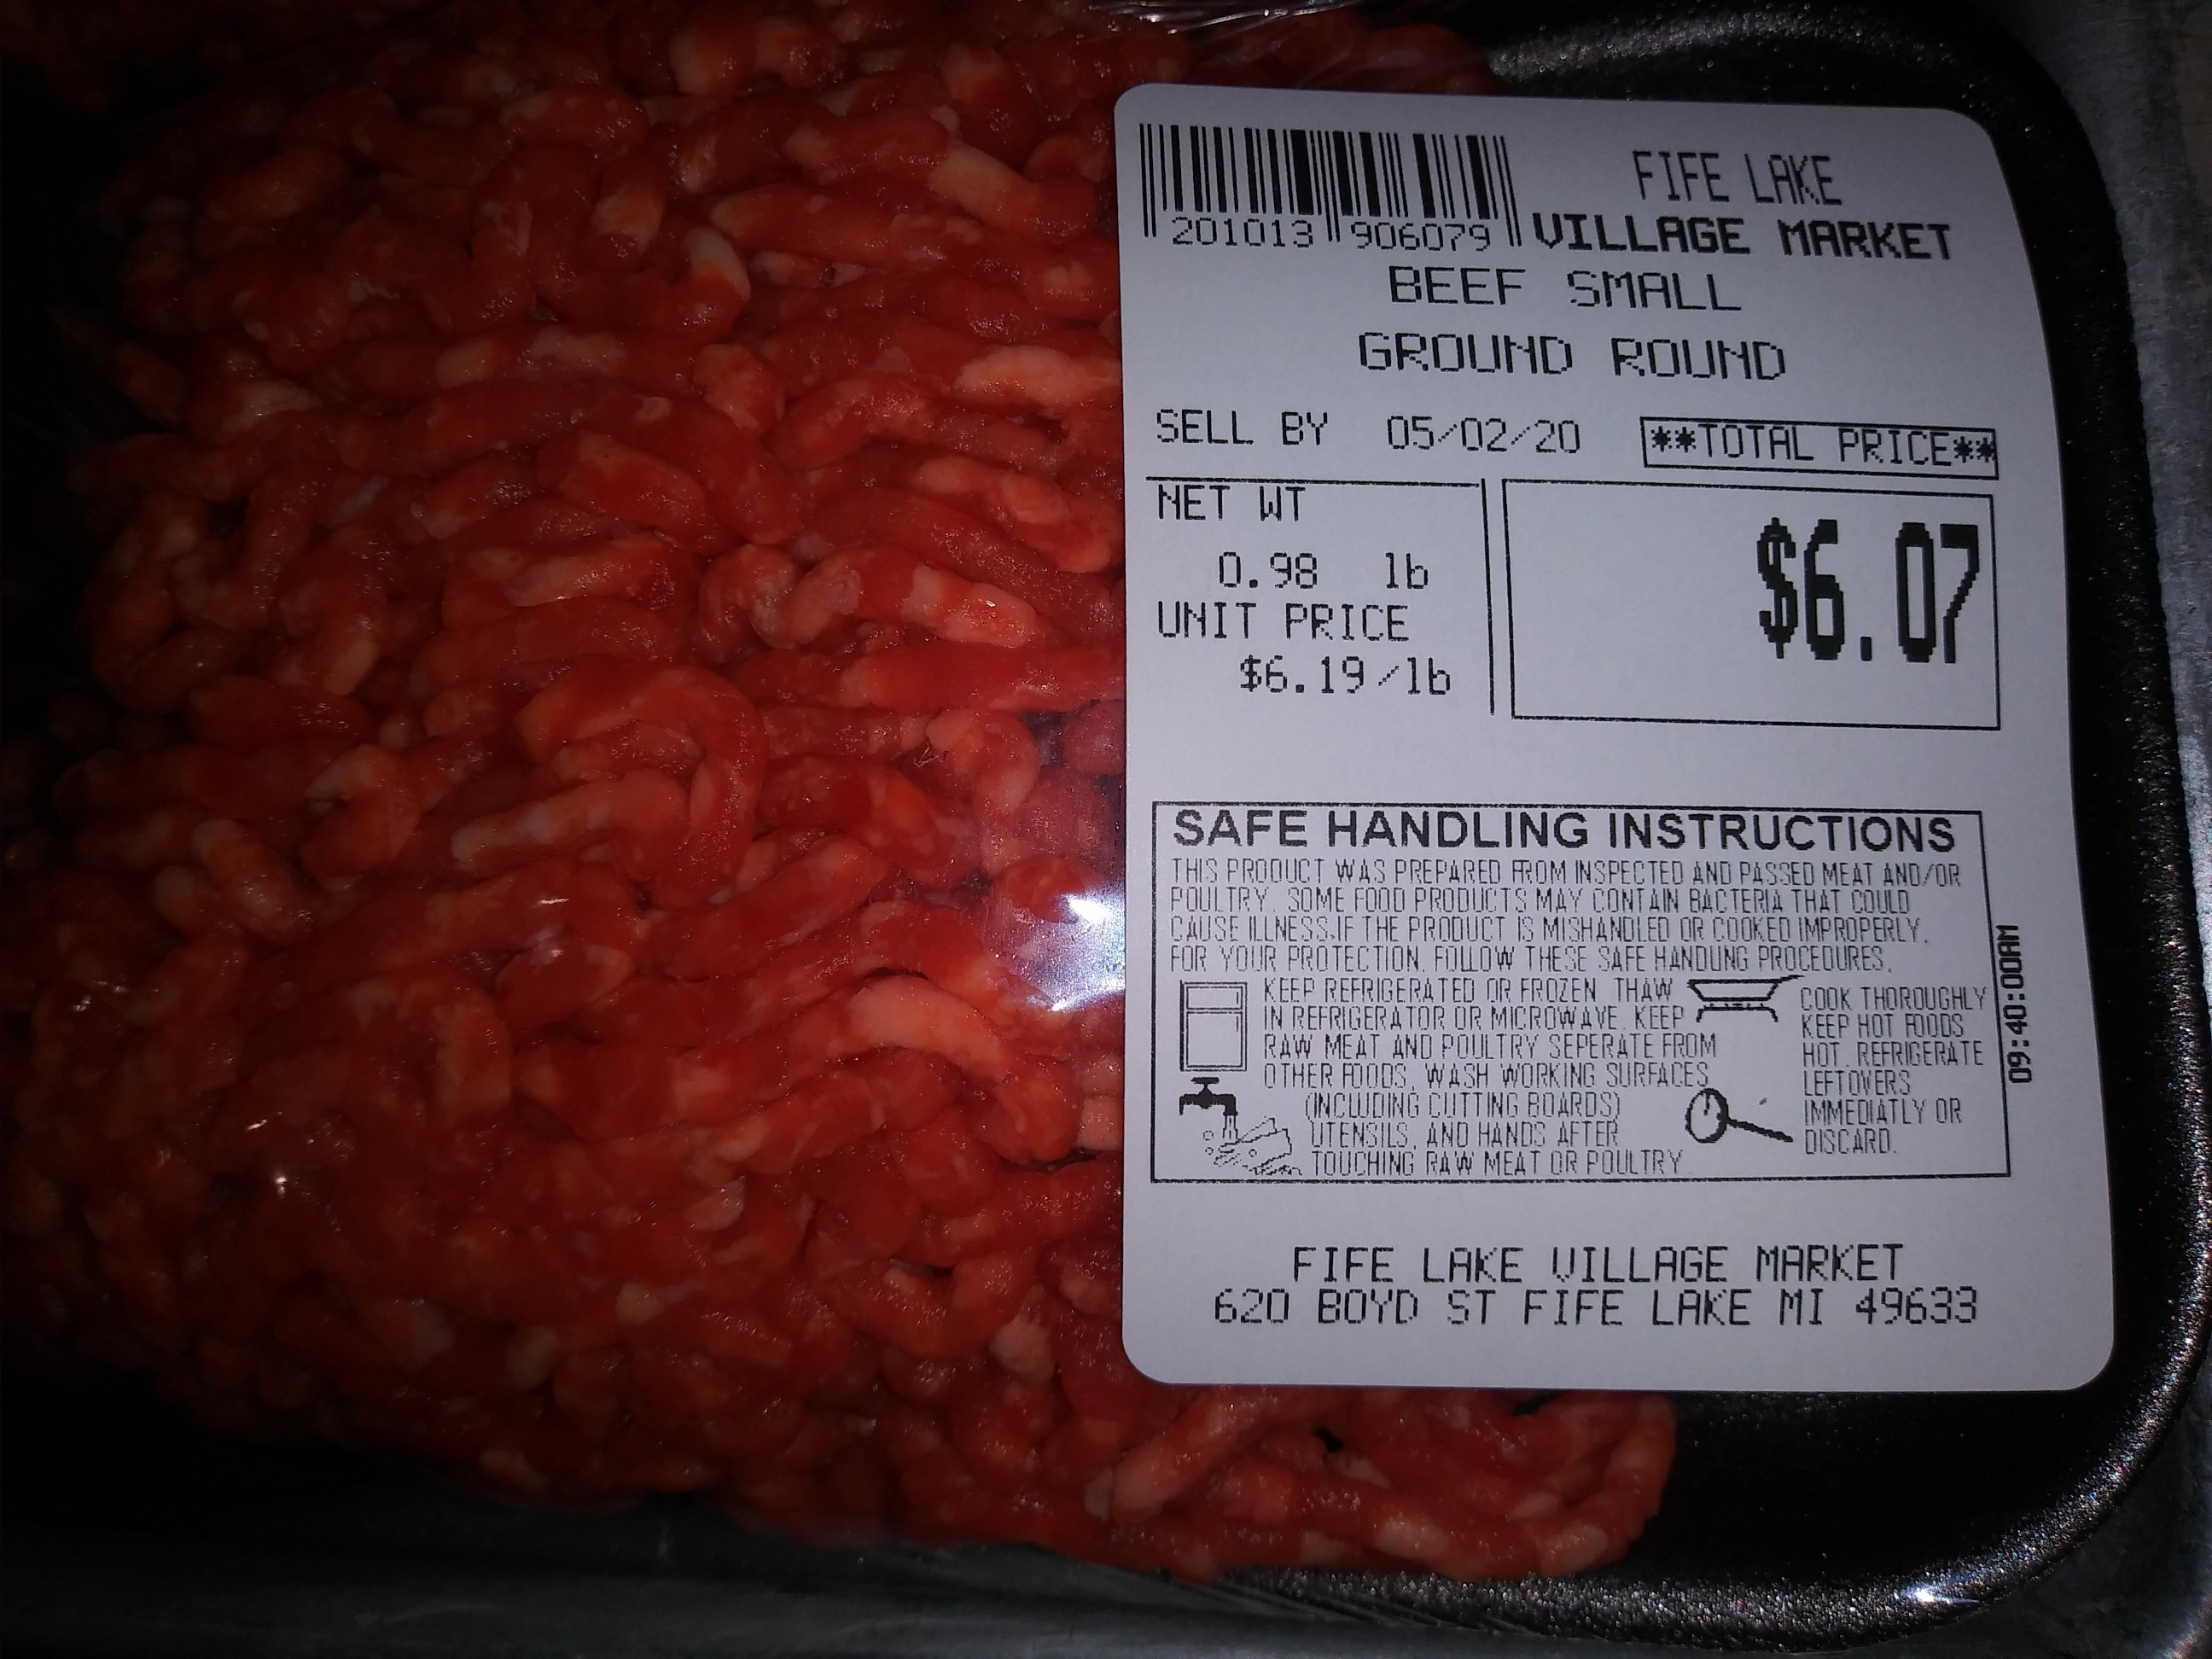 FIFE LAKE
VILLAGE MARKET
201013 906079
BEEF SMALL
GROUND ROUND
SELL BY 05/02/20
**TOTAL PRICE**
NET WT
0.98 lb
UNIT PRICE
$6.19/lb
$6.07
SAFE HANDLING INSTRUCTIONS
THIS PRODUCT WAS PREPARED FROM INSPECTED AND PASSED MEAT AND/OR
POULTRY. SOME FOOD PRODUCTS MAY CONTAIN BACTERIA THAT COULD
CAUSE ILLNESS.IF THE PRODUCT IS MISHANDLED OR COOKED IMPROPERLY.
FOR YOUR PROTECTION, FOLLOW THESE SAFE HANDLING PROCEDURES.
KEEP REFRIGERATED OR FROZEN THAW
IN REFRIGERATOR OR MICROWAVE. KEEP
RAW MEAT AND POULTRY SEPERATE FROM
OTHER FOODS. WASH WORKING SURFACES
(INCLUDING CUTTING BOARDS)
UTENSILS, AND HANDS AFTER
TOUCHING RAW MEAT OR POULTRY
COOK THOROUGHLY
KEEP HOT FOODS
HOT. REFRIGERATE
LEFTOVERS
IMMEDIATLY OR
DISCARD.
09:40:00AM
FIFE LAKE VILLAGE MARKET
620 BOYD ST FIFE LAKE MI 49633